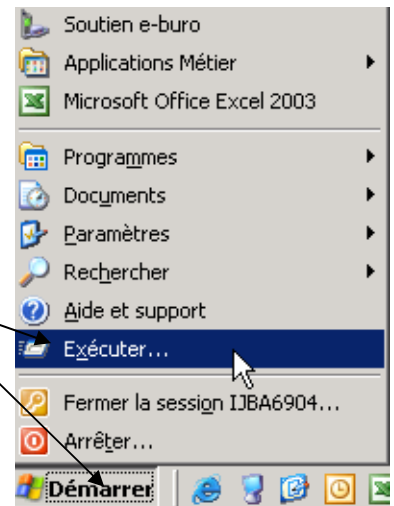 Soutien e-buro
Applications Métier
Microsoft Office Excel 2003
Programmes
Documents
Paramètres
Rechercher
Aide et support
Exécuter...
Fermer la session IJBA6904...
Arrêter...
Démarrer